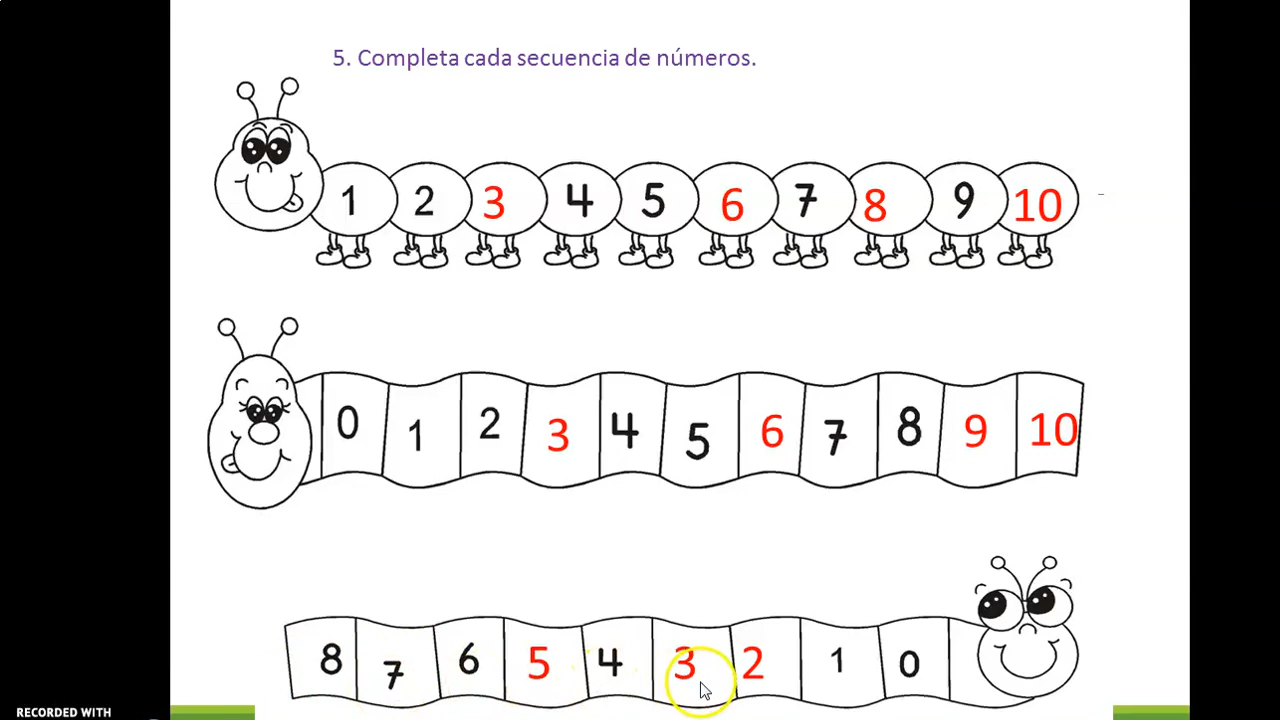 5. Completa cada secuencia de números.
1 2 3 4 5 6 7 8 9 10
0 1 2 3 4 5 6 7 8 9 10
8 7 6 5 4 3 2 1 0
RECORDED WITH